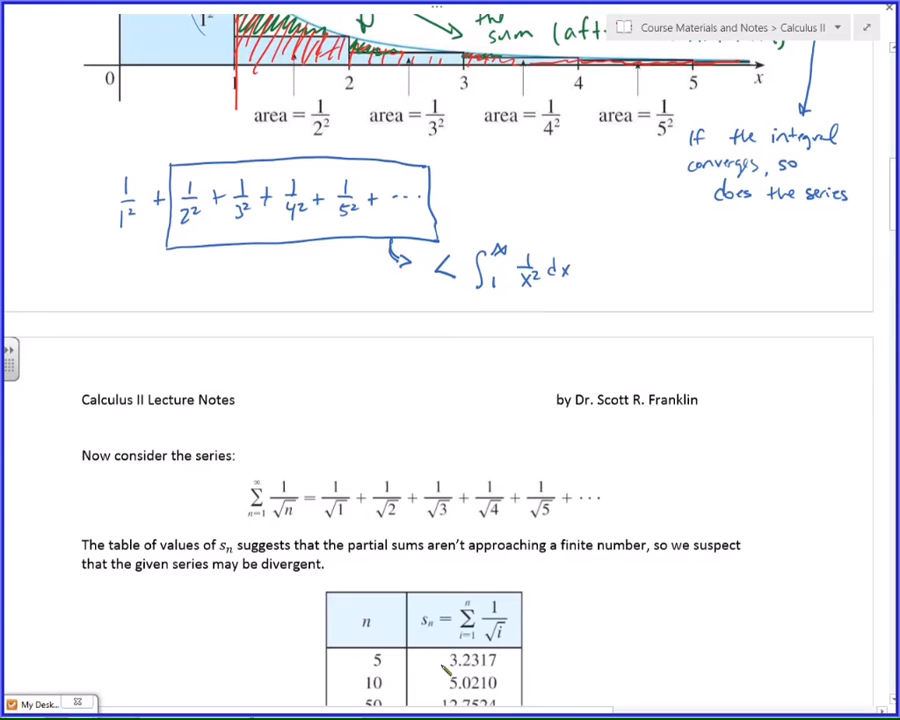 the
sum (aft
Course Materials and Notes > Calculus II
0 1 2 3 4 5 x
area = 1/2² area = 1/3² area = 1/4² area = 1/5²
If the integral
converges, so
does the series
1/1² + 1/2² + 1/3² + 1/4² + 1/5² + ···
< ∫₁^∞ 1/x² dx
Calculus II Lecture Notes by Dr. Scott R. Franklin
Now consider the series:
∞ Σ n=1 1/√n = 1/√1 + 1/√2 + 1/√3 + 1/√4 + 1/√5 + ···
The table of values of sₙ suggests that the partial sums aren't approaching a finite number, so we suspect
that the given series may be divergent.
n sₙ = n Σ i=1 1/√i
5 3.2317
10 5.0210
50 12.7524
My Desk...